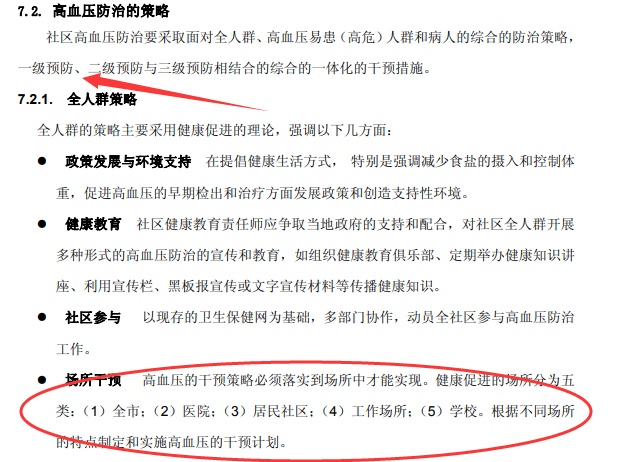 7.2. 高血压防治的策略
社区高血压防治要采取面对全人群、高血压易患（高危）人群和病人的综合的防治策略，
一级预防、二级预防与三级预防相结合的综合的一体化的干预措施。
7.2.1. 全人群策略
全人群的策略主要采用健康促进的理论，强调以下几方面：
● 政策发展与环境支持 在提倡健康生活方式， 特别是强调减少食盐的摄入和控制体
重，促进高血压的早期检出和治疗方面发展政策和创造支持性环境。
● 健康教育 社区健康教育责任师应争取当地政府的支持和配合，对社区全人群开展
多种形式的高血压防治的宣传和教育，如组织健康教育俱乐部、定期举办健康知识讲
座、利用宣传栏、黑板报宣传或文字宣传材料等传播健康知识。
● 社区参与 以现存的卫生保健网为基础，多部门协作，动员全社区参与高血压防治
工作。
● 场所干预 高血压的干预策略必须落实到场所中才能实现。健康促进的场所分为五
类：（1）全市；（2）医院；（3）居民社区；（4）工作场所；（5）学校。根据不同场所
的特点制定和实施高血压的干预计划。